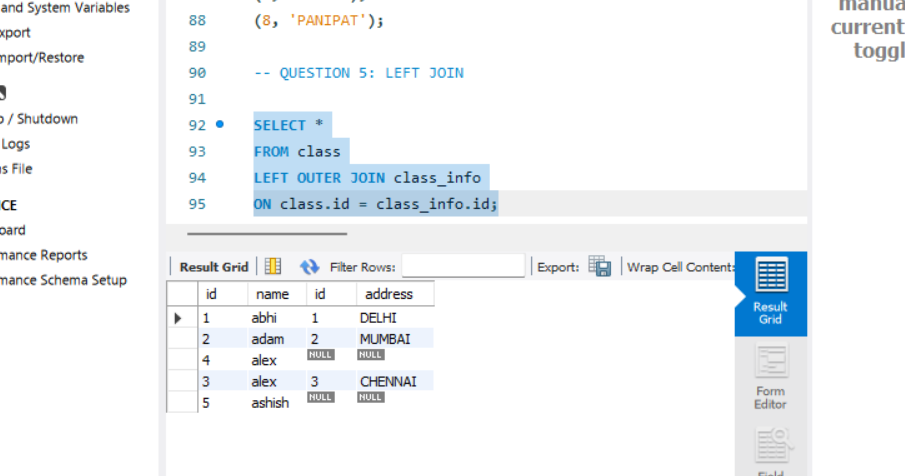 and System Variables
xport
mport/Restore
p / Shutdown
Logs
s File
CE
oard
mance Reports
mance Schema Setup
88 (8, 'PANIPAT');
89
90 -- QUESTION 5: LEFT JOIN
91
92 SELECT *
93 FROM class
94 LEFT OUTER JOIN class_info
95 ON class.id = class_info.id;
manua
current
toggl
Result Grid Filter Rows: Export: Wrap Cell Content:
id name id address
1 abhi 1 DELHI
2 adam 2 MUMBAI
4 alex NULL NULL
3 alex 3 CHENNAI
5 ashish NULL NULL
Result
Grid
Form
Editor
Field